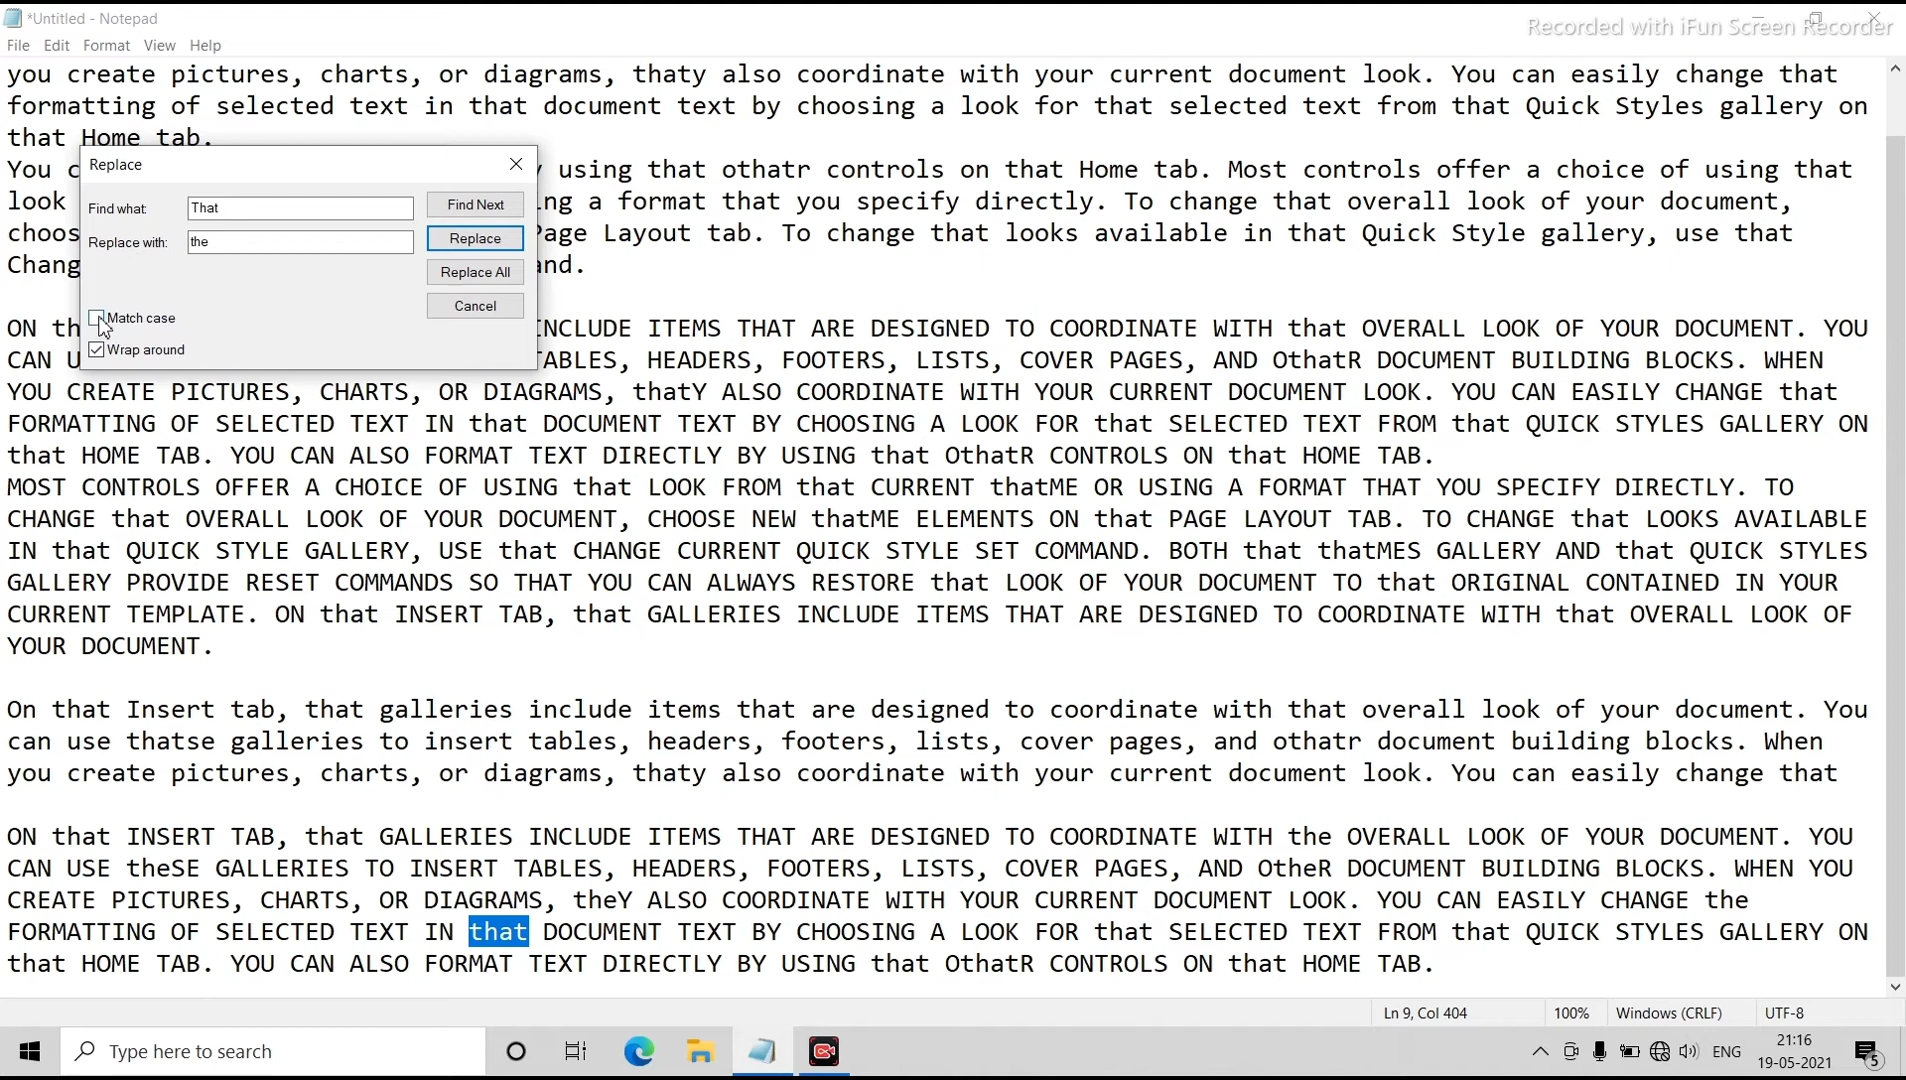 *Untitled - Notepad
Recorded with iFun Screen Recorder
File Edit Format View Help
you create pictures, charts, or diagrams, thaty also coordinate with your current document look. You can easily change that
formatting of selected text in that document text by choosing a look for that selected text from that Quick Styles gallery on
that Home tab.
You c using that othatr controls on that Home tab. Most controls offer a choice of using that
look ng a format that you specify directly. To change that overall look of your document,
choos Page Layout tab. To change that looks available in that Quick Style gallery, use that
Chang and.
Replace
Find what: That Find Next
Replace with: the Replace
Replace All
Cancel
Match case
Wrap around
ON th INCLUDE ITEMS THAT ARE DESIGNED TO COORDINATE WITH that OVERALL LOOK OF YOUR DOCUMENT. YOU
CAN U TABLES, HEADERS, FOOTERS, LISTS, COVER PAGES, AND OthatR DOCUMENT BUILDING BLOCKS. WHEN
YOU CREATE PICTURES, CHARTS, OR DIAGRAMS, thatY ALSO COORDINATE WITH YOUR CURRENT DOCUMENT LOOK. YOU CAN EASILY CHANGE that
FORMATTING OF SELECTED TEXT IN that DOCUMENT TEXT BY CHOOSING A LOOK FOR that SELECTED TEXT FROM that QUICK STYLES GALLERY ON
that HOME TAB. YOU CAN ALSO FORMAT TEXT DIRECTLY BY USING that OthatR CONTROLS ON that HOME TAB.
MOST CONTROLS OFFER A CHOICE OF USING that LOOK FROM that CURRENT thatME OR USING A FORMAT THAT YOU SPECIFY DIRECTLY. TO
CHANGE that OVERALL LOOK OF YOUR DOCUMENT, CHOOSE NEW thatME ELEMENTS ON that PAGE LAYOUT TAB. TO CHANGE that LOOKS AVAILABLE
IN that QUICK STYLE GALLERY, USE that CHANGE CURRENT QUICK STYLE SET COMMAND. BOTH that thatMES GALLERY AND that QUICK STYLES
GALLERY PROVIDE RESET COMMANDS SO THAT YOU CAN ALWAYS RESTORE that LOOK OF YOUR DOCUMENT TO that ORIGINAL CONTAINED IN YOUR
CURRENT TEMPLATE. ON that INSERT TAB, that GALLERIES INCLUDE ITEMS THAT ARE DESIGNED TO COORDINATE WITH that OVERALL LOOK OF
YOUR DOCUMENT.
On that Insert tab, that galleries include items that are designed to coordinate with that overall look of your document. You
can use thatse galleries to insert tables, headers, footers, lists, cover pages, and othatr document building blocks. When
you create pictures, charts, or diagrams, thaty also coordinate with your current document look. You can easily change that
ON that INSERT TAB, that GALLERIES INCLUDE ITEMS THAT ARE DESIGNED TO COORDINATE WITH the OVERALL LOOK OF YOUR DOCUMENT. YOU
CAN USE theSE GALLERIES TO INSERT TABLES, HEADERS, FOOTERS, LISTS, COVER PAGES, AND OtheR DOCUMENT BUILDING BLOCKS. WHEN YOU
CREATE PICTURES, CHARTS, OR DIAGRAMS, theY ALSO COORDINATE WITH YOUR CURRENT DOCUMENT LOOK. YOU CAN EASILY CHANGE the
FORMATTING OF SELECTED TEXT IN that DOCUMENT TEXT BY CHOOSING A LOOK FOR that SELECTED TEXT FROM that QUICK STYLES GALLERY ON
that HOME TAB. YOU CAN ALSO FORMAT TEXT DIRECTLY BY USING that OthatR CONTROLS ON that HOME TAB.
Ln 9, Col 404 100% Windows (CRLF) UTF-8
Type here to search
ENG
21:16
19-05-2021
5